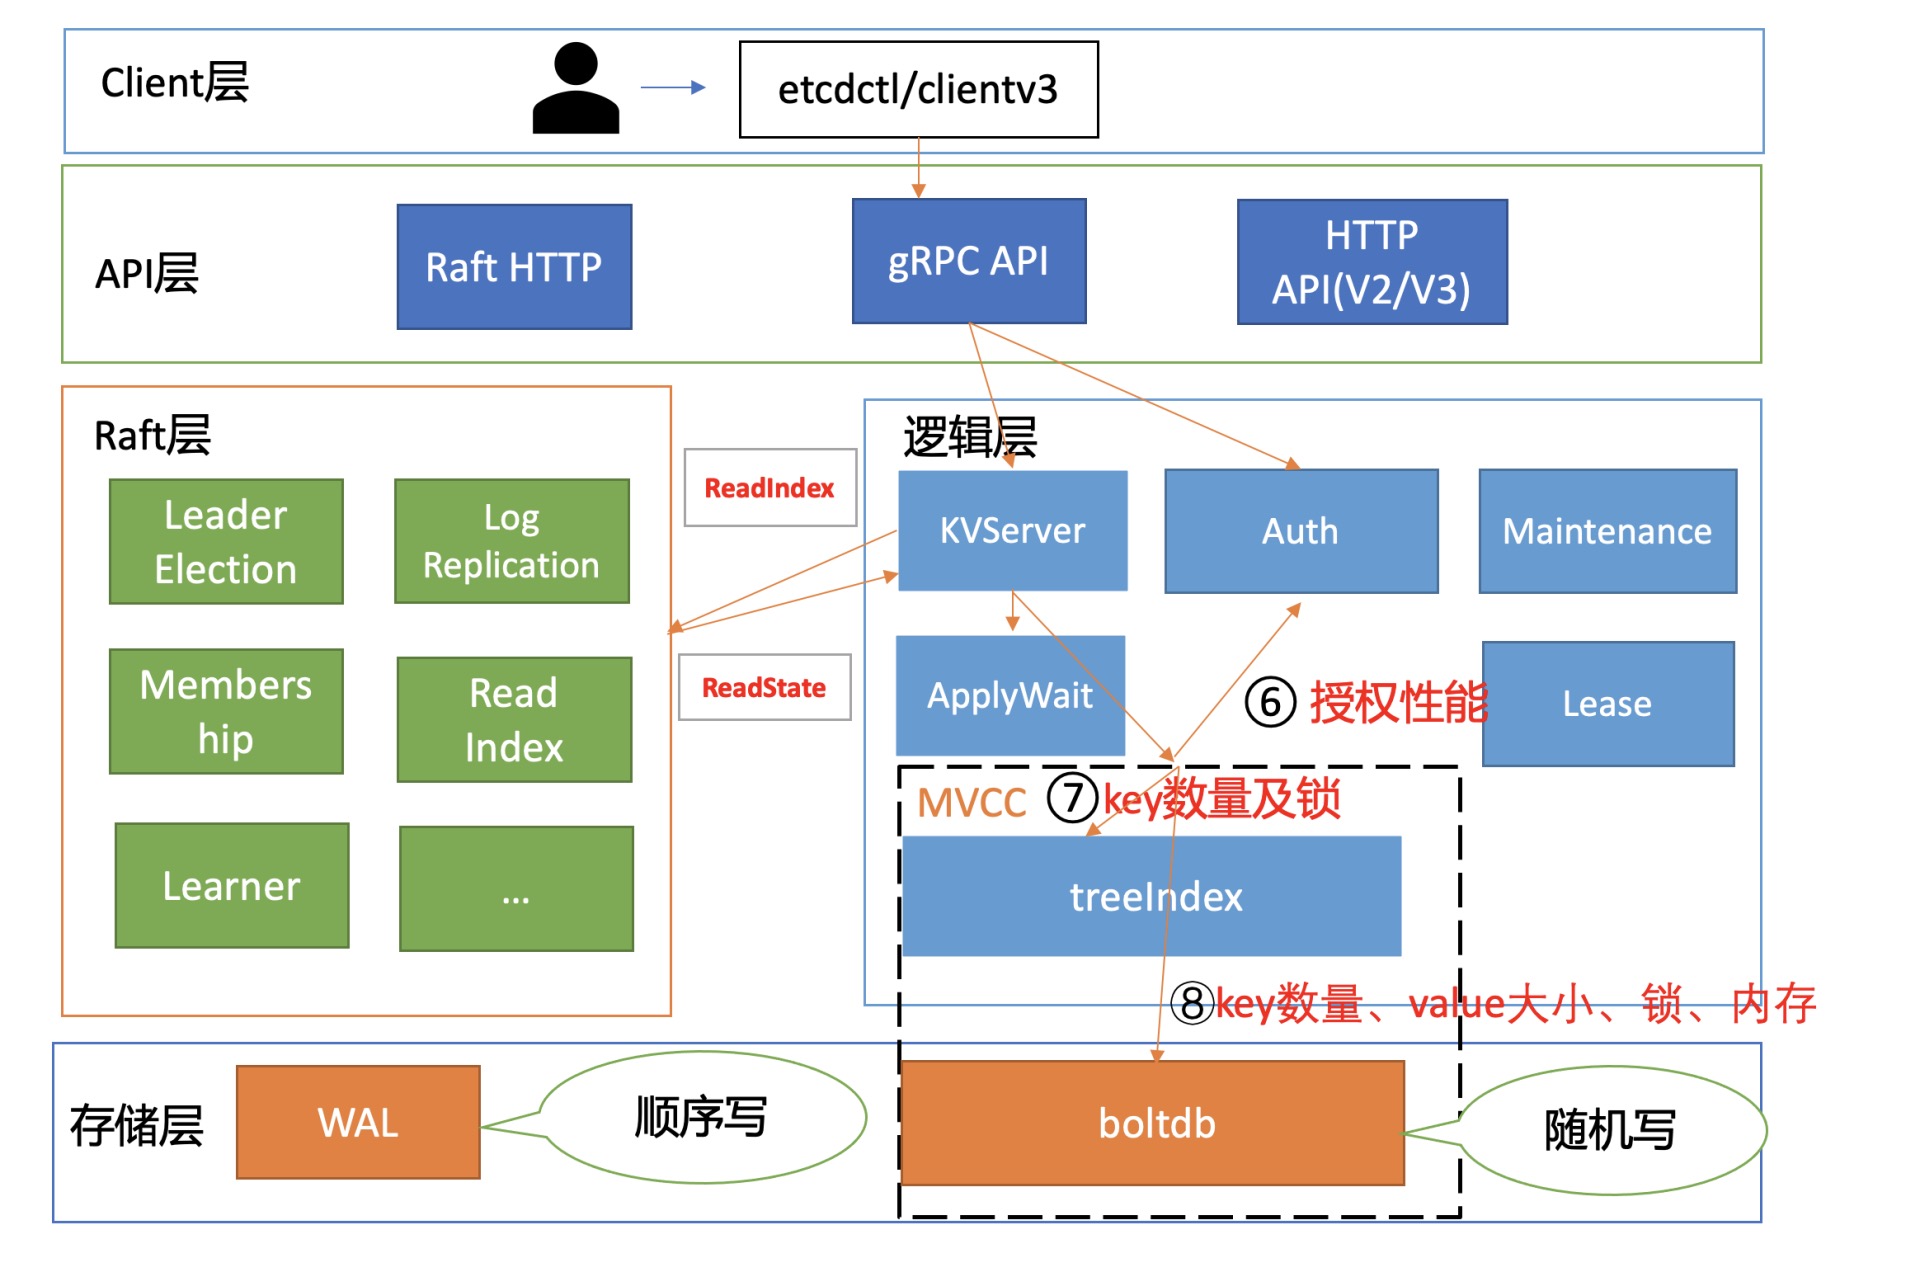 Client层
etcdctl/clientv3
API层
Raft HTTP
gRPC API
HTTP
API(V2/V3)
Raft层
Leader
Election
Log
Replication
Members
hip
Read
Index
Learner
...
ReadIndex
ReadState
逻辑层
KVServer
Auth
Maintenance
ApplyWait
⑥ 授权性能
Lease
MVCC
⑦key数量及锁
treeIndex
⑧key数量、value大小、锁、内存
存储层
WAL
顺序写
boltdb
随机写